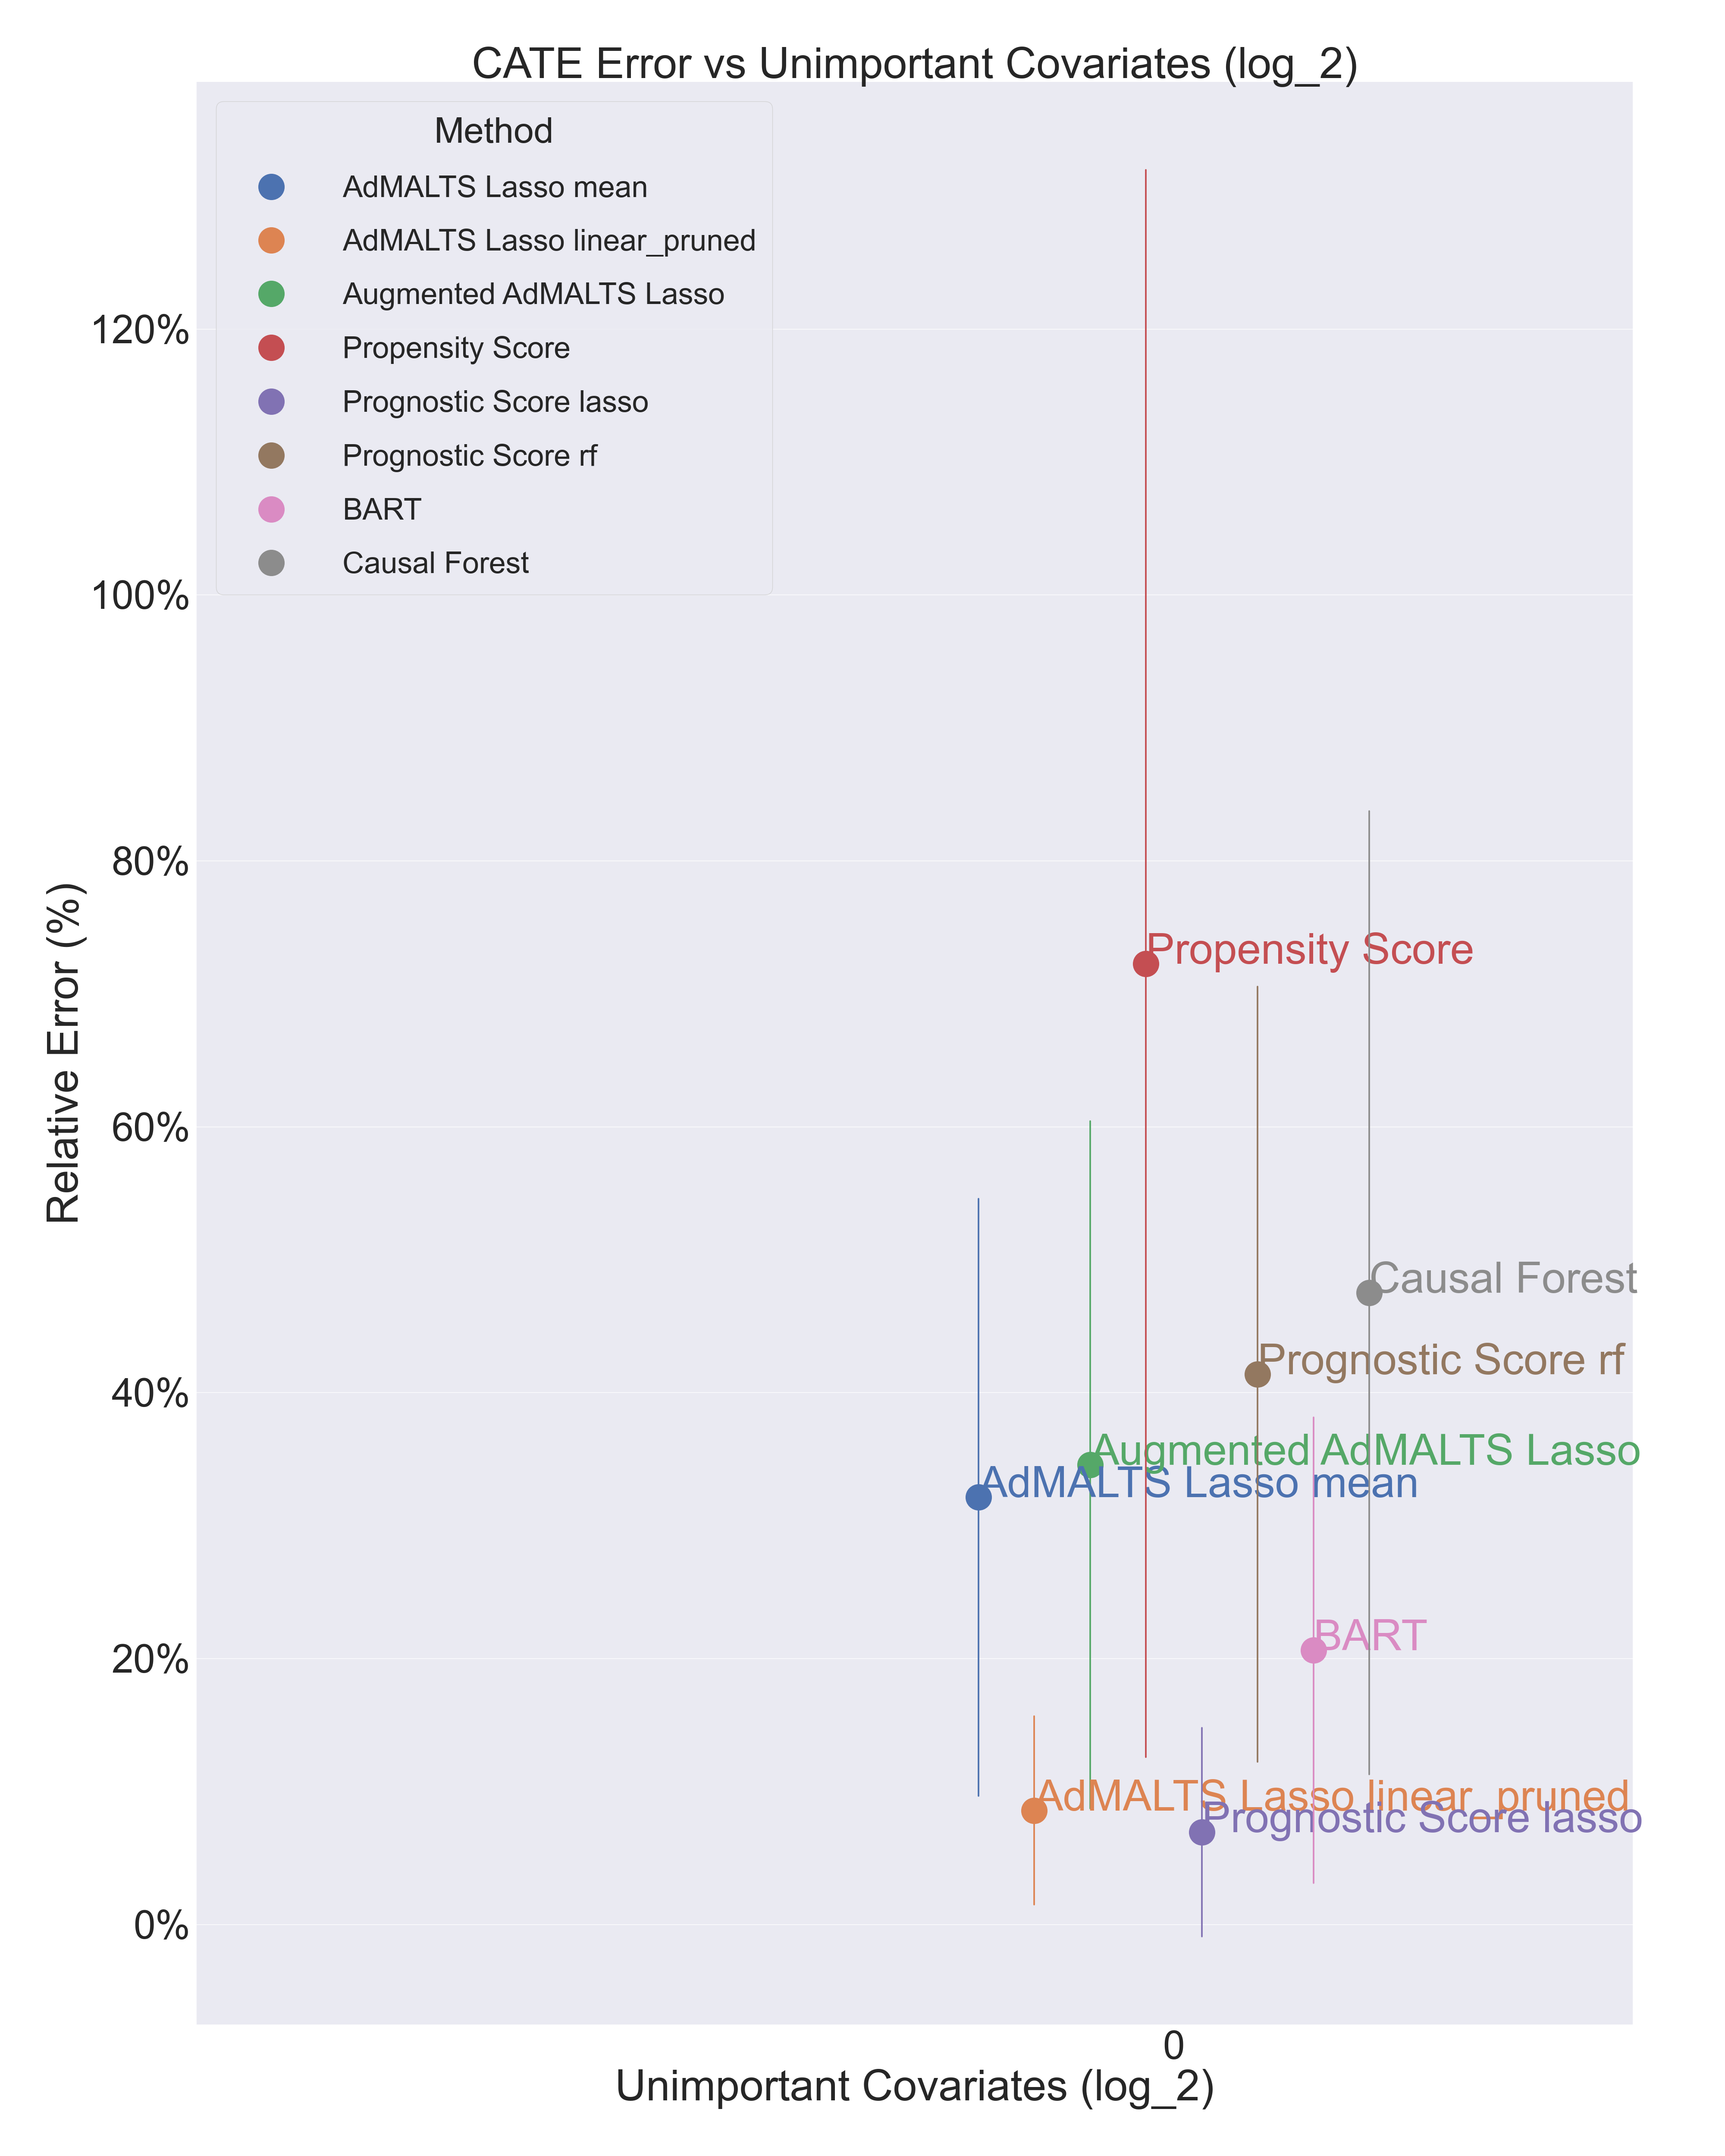 CATE Error vs Unimportant Covariates (log_2)
Method
AdMALTS Lasso mean
AdMALTS Lasso linear_pruned
Augmented AdMALTS Lasso
Propensity Score
Prognostic Score lasso
Prognostic Score rf
BART
Causal Forest
120%
100%
80%
60%
40%
20%
0%
Relative Error (%)
Propensity Score
Causal Forest
Prognostic Score rf
Augmented AdMALTS Lasso
AdMALTS Lasso mean
BART
AdMALTS Lasso linear_pruned
Prognostic Score lasso
0
Unimportant Covariates (log_2)